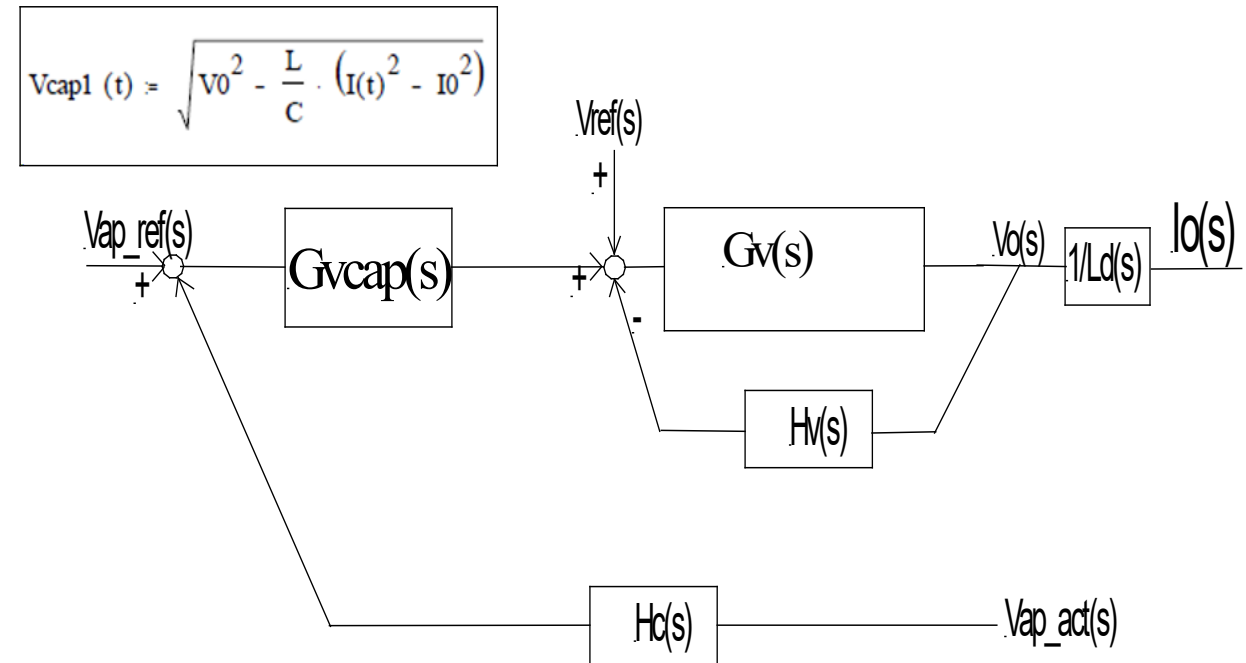 Vcap1 (t) := √(V0² - L/C · (I(t)² - I0²))
Vref(s)
+
Vap_ref(s)
+
Gvcap(s)
+
Gv(s)
Vo(s)
1/Ld(s)
Io(s)
-
Hv(s)
Hc(s)
Vap_act(s)